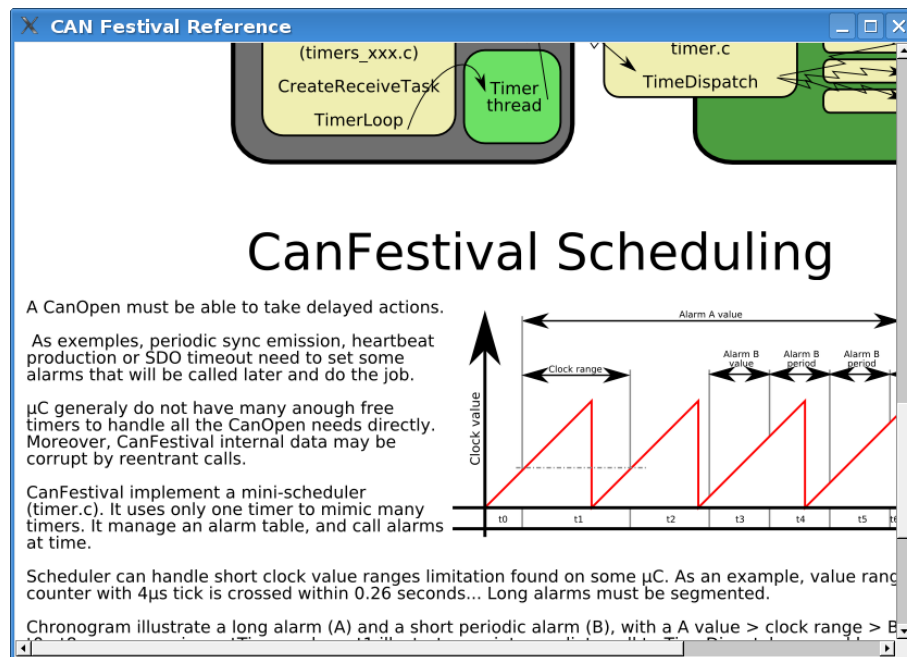 CAN Festival Reference
(timers_xxx.c)
CreateReceiveTask
TimerLoop
Timer
thread
timer.c
TimeDispatch
CanFestival Scheduling
A CanOpen must be able to take delayed actions.
As exemples, periodic sync emission, heartbeat
production or SDO timeout need to set some
alarms that will be called later and do the job.
µC generaly do not have many anough free
timers to handle all the CanOpen needs directly.
Moreover, CanFestival internal data may be
corrupt by reentrant calls.
CanFestival implement a mini-scheduler
(timer.c). It uses only one timer to mimic many
timers. It manage an alarm table, and call alarms
at time.
Alarm A value
Clock range
Alarm B
value
Alarm B
period
Alarm B
period
Clock value
t0 t1 t2 t3 t4 t5 t6
Scheduler can handle short clock value ranges limitation found on some µC. As an example, value rang
counter with 4µs tick is crossed within 0.26 seconds... Long alarms must be segmented.
Chronogram illustrate a long alarm (A) and a short periodic alarm (B), with a A value > clock range > B